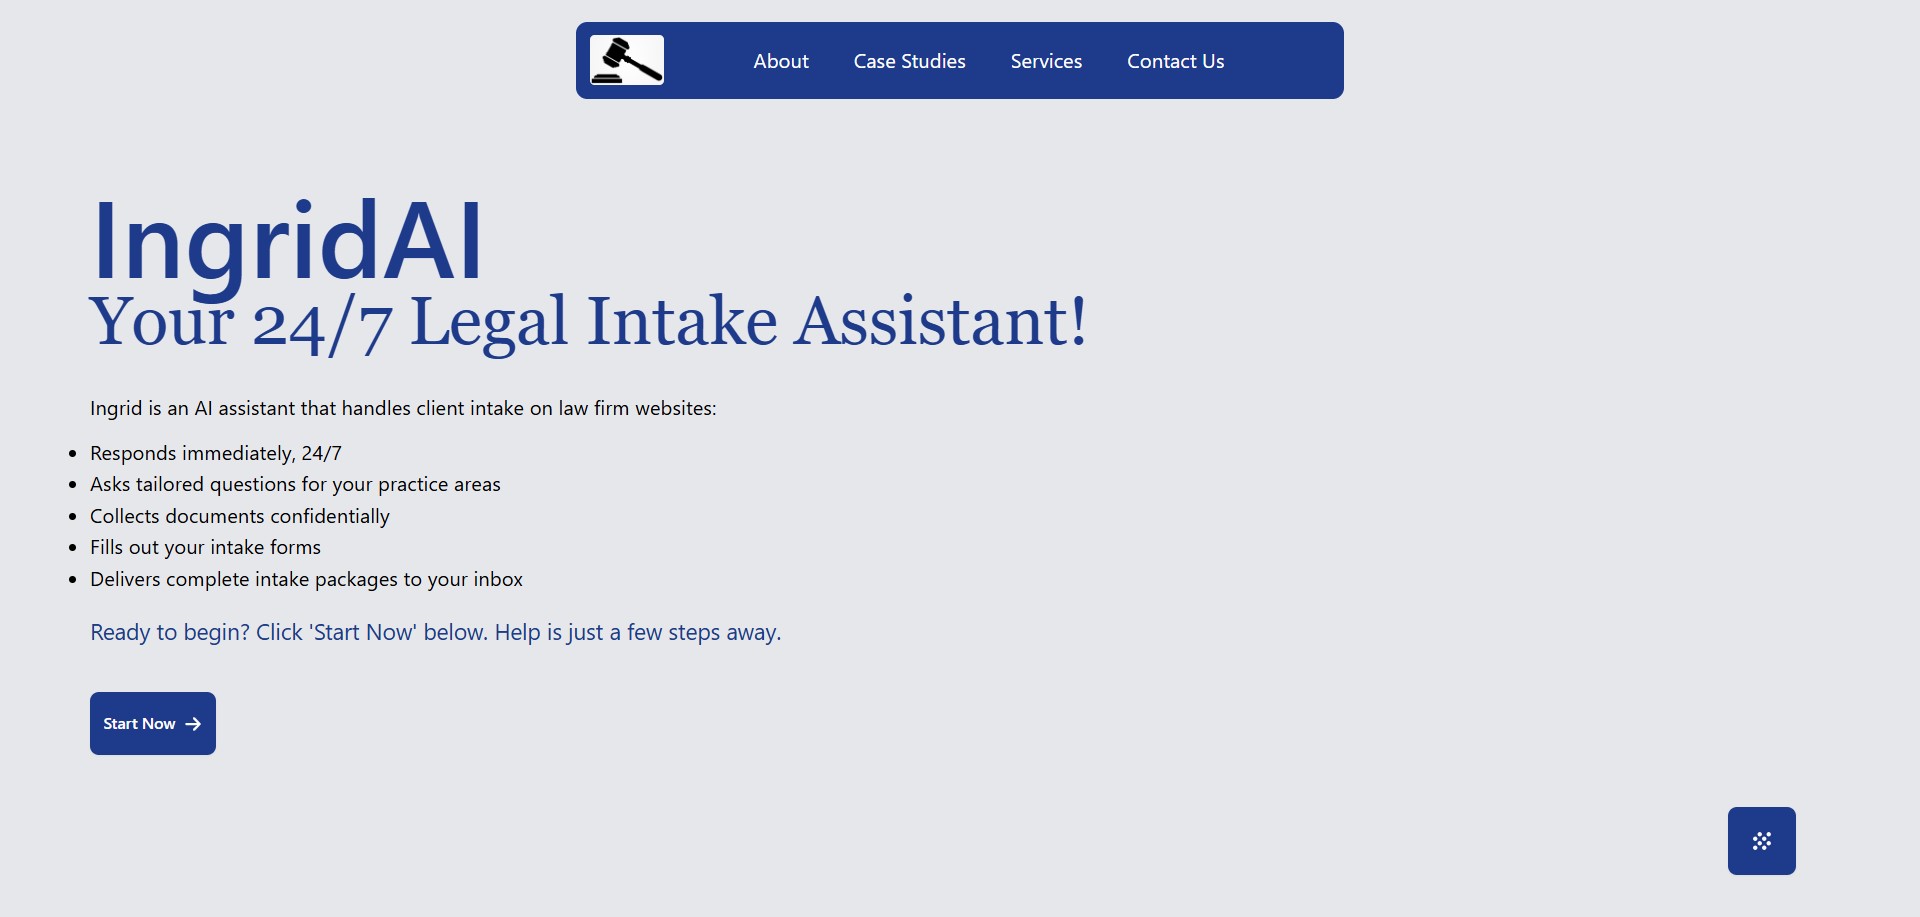 About
Case Studies
Services
Contact Us
IngridAI
Your 24/7 Legal Intake Assistant!
Ingrid is an AI assistant that handles client intake on law firm websites:
Responds immediately, 24/7
Asks tailored questions for your practice areas
Collects documents confidentially
Fills out your intake forms
Delivers complete intake packages to your inbox
Ready to begin? Click 'Start Now' below. Help is just a few steps away.
Start Now